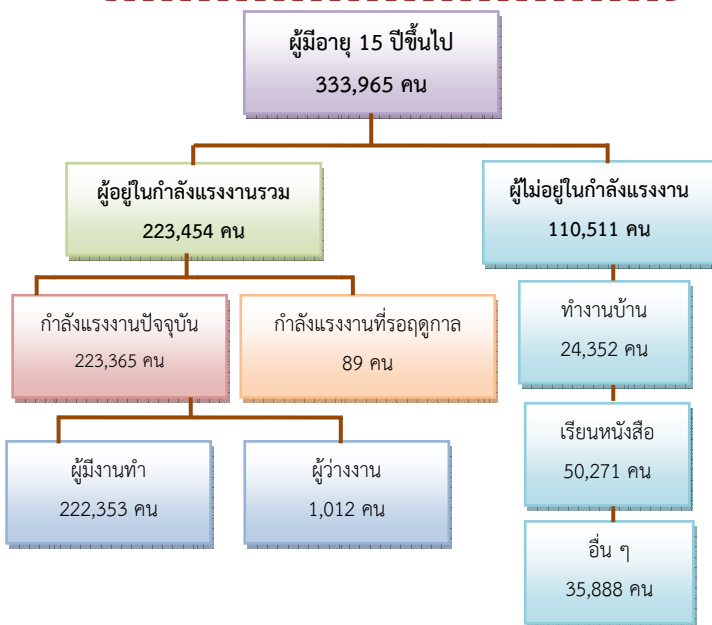 ผู้มีอายุ 15 ปีขึ้นไป
333,965 คน
ผู้อยู่ในกำลังแรงงานรวม
223,454 คน
ผู้ไม่อยู่ในกำลังแรงงาน
110,511 คน
กำลังแรงงานปัจจุบัน
223,365 คน
กำลังแรงงานที่รอฤดูกาล
89 คน
ทำงานบ้าน
24,352 คน
เรียนหนังสือ
50,271 คน
ผู้มีงานทำ
222,353 คน
ผู้ว่างงาน
1,012 คน
อื่น ๆ
35,888 คน